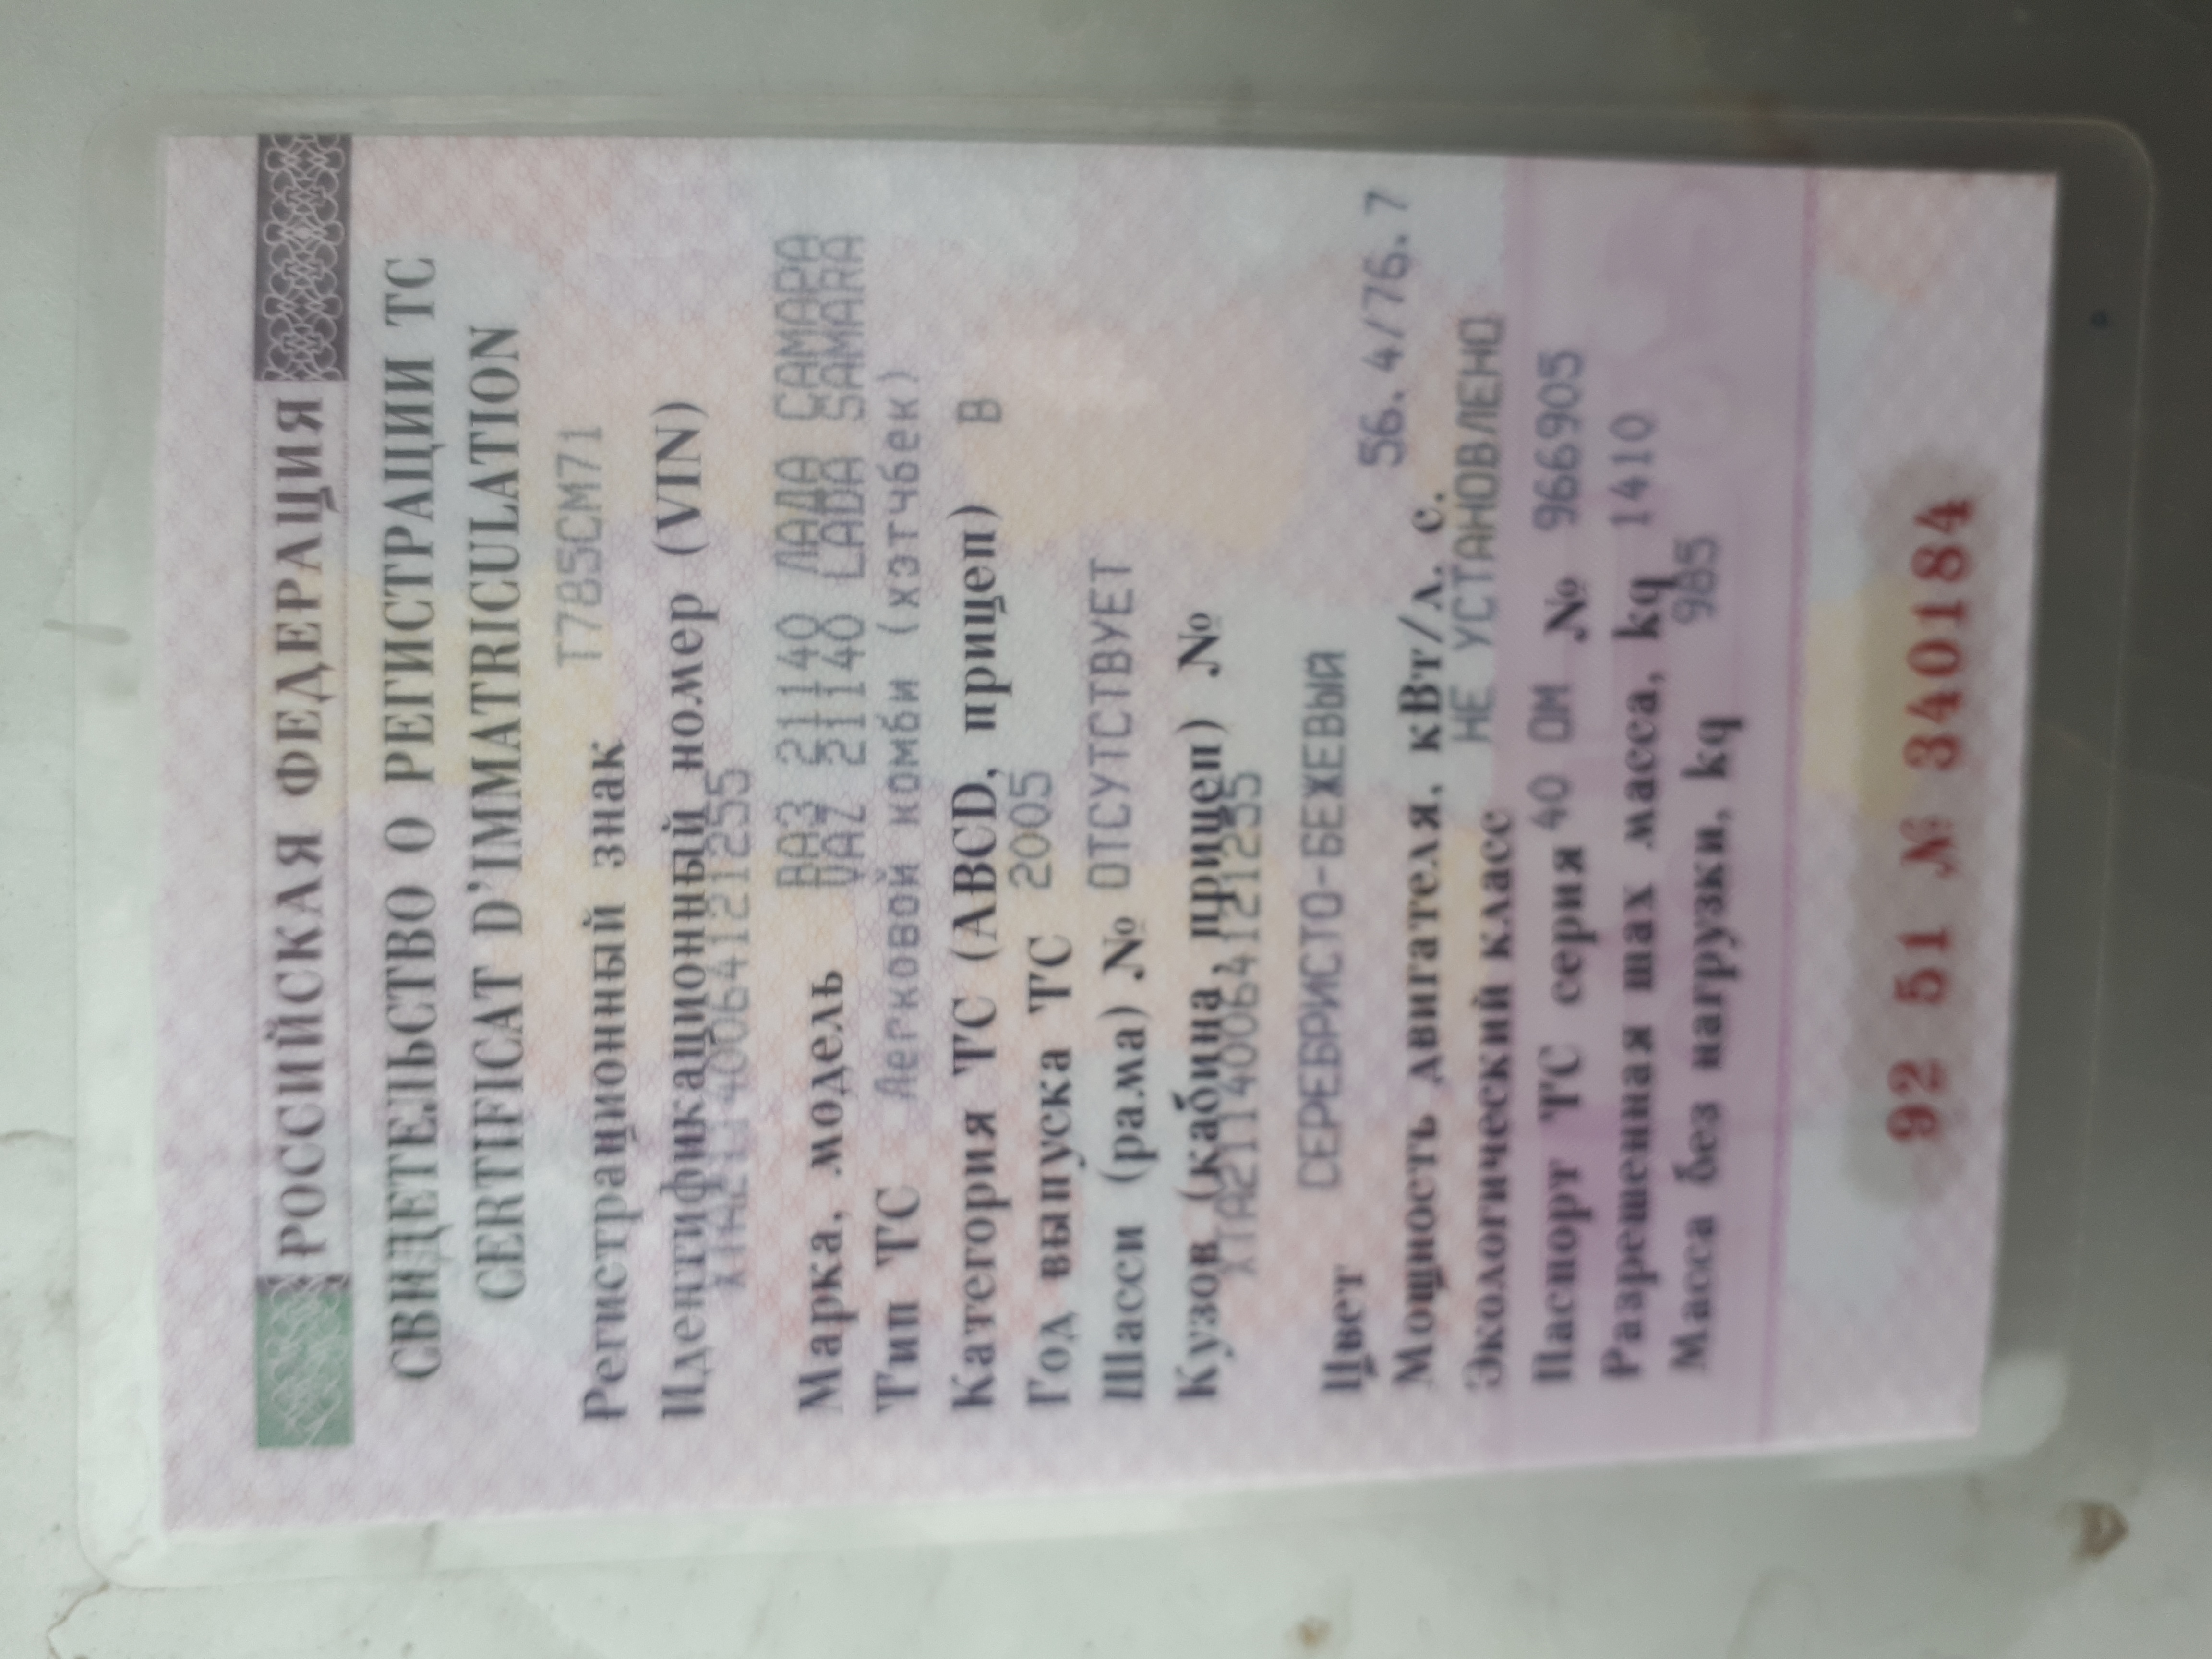 РОССИЙСКАЯ ФЕДЕРАЦИЯ
СВИДЕТЕЛЬСТВО О РЕГИСТРАЦИИ ТС
CERTIFICAT D'IMMATRICULATION
Регистрационный знак Т785СМ71
Идентификационный номер (VIN)
XTA21140064121255
Марка, модель ВАЗ 21140 ЛАДА САМАРА
VAZ 21140 LADA SAMARA
Тип ТС Легковой комби (хэтчбек)
Категория ТС (ABCD, прицеп) В
Год выпуска ТС 2005
Шасси (рама) № ОТСУТСТВУЕТ
Кузов (кабина, прицеп) №
XTA21140064121255
Цвет СЕРЕБРИСТО-БЕЖЕВЫЙ
Мощность двигателя, кВт/л. с. 56.4/76.7
Экологический класс НЕ УСТАНОВЛЕНО
Паспорт ТС серия 40 ОМ № 966905
Разрешенная max масса, kg 1410
Масса без нагрузки, kg 985
92 51 № 340184